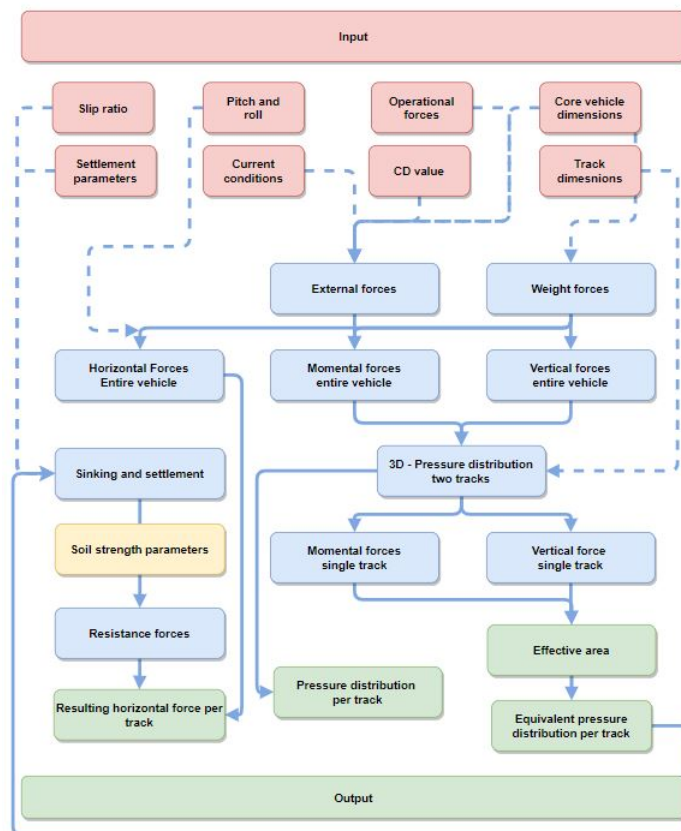 Input
Slip ratio
Pitch and
roll
Operational
forces
Core vehicle
dimensions
Settlement
parameters
Current
conditions
CD value
Track
dimesnions
External forces
Weight forces
Horizontal Forces
Entire vehicle
Momental forces
entire vehicle
Vertical forces
entire vehicle
Sinking and settlement
3D - Pressure distribution
two tracks
Soil strength parameters
Momental forces
single track
Vertical force
single track
Resistance forces
Effective area
Pressure distribution
per track
Resulting horizontal force per
track
Equivalent pressure
distribution per track
Output